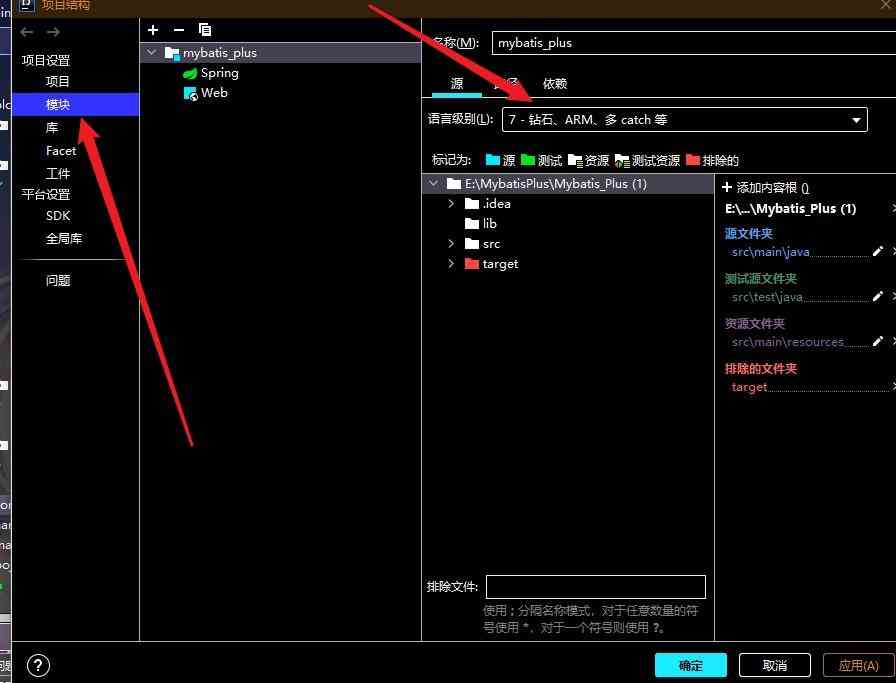 项目结构
项目设置
项目
模块
库
Facet
工件
平台设置
SDK
全局库
问题
mybatis_plus
Spring
Web
名称(M): mybatis_plus
源 路径 依赖
语言级别(L): 7 - 钻石、ARM、多 catch 等
标记为: 源 测试 资源 测试资源 排除的
E:\MybatisPlus\Mybatis_Plus (1)
.idea
lib
src
target
+ 添加内容根 ()
E:\...\Mybatis_Plus (1)
源文件夹
src\main\java
测试源文件夹
src\test\java
资源文件夹
src\main\resources
排除的文件夹
target
排除文件:
使用 ; 分隔名称模式，对于任意数量的符
号使用 *，对于一个符号则使用 ?。
?
确定 取消 应用(A)